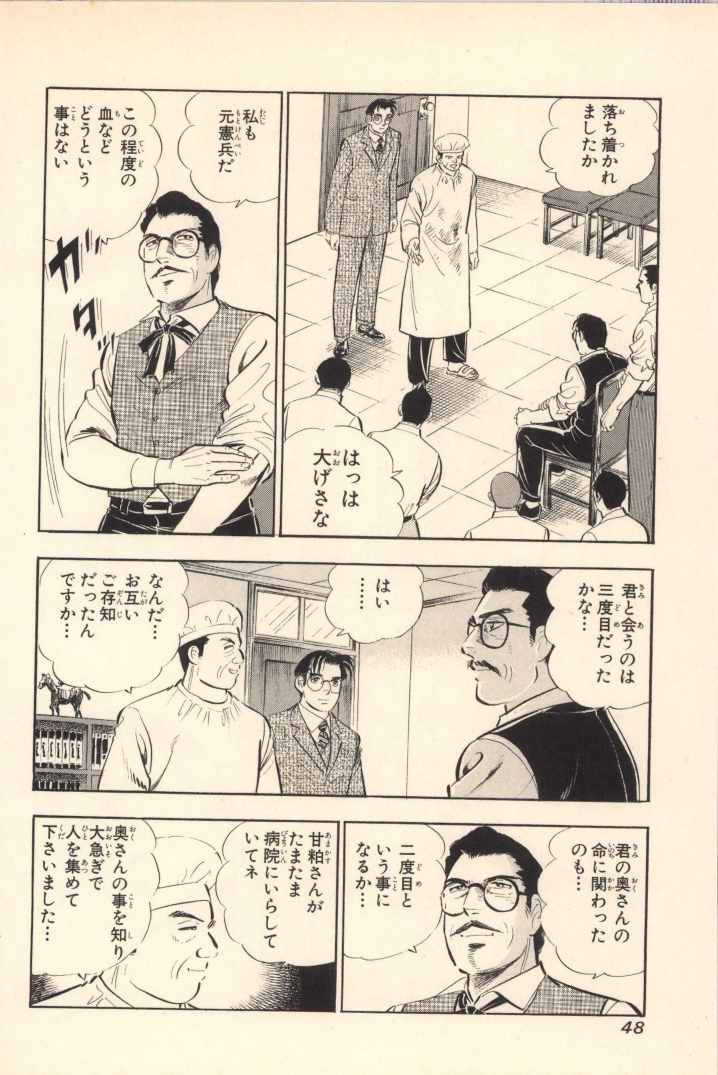 落ち着かれ
ましたか
はっは
大げさな
私も
元憲兵だ
この程度の
血など
どうという
事はない
ガタ
君と会うのは
三度目だった
かな…
はい
……
なんだ…
お互い
ご存知
だったん
ですか…
君の奥さんの
命に関わった
のも…
二度目と
いう事に
なるか…
甘粕さんが
たまたま
病院にいらして
いてネ
奥さんの事を知り
大急ぎで
人を集めて
下さいました…
48